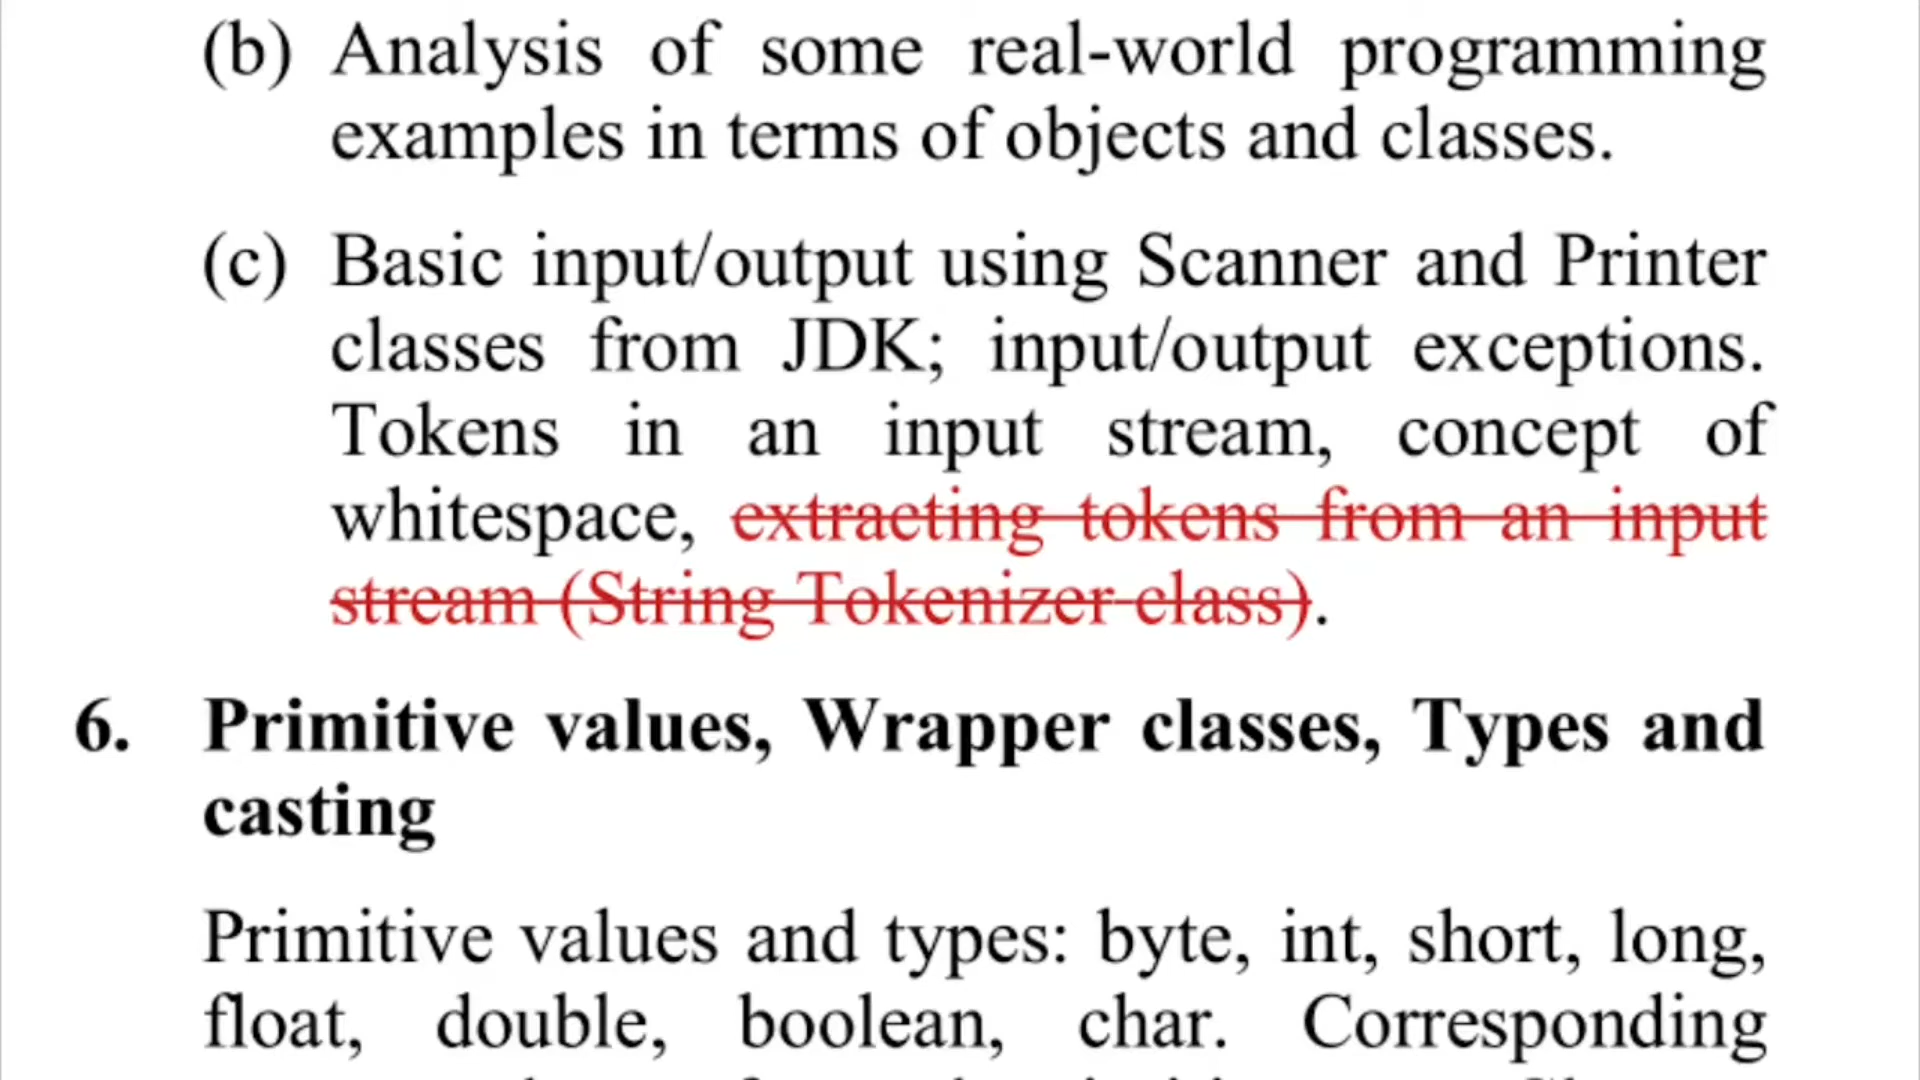 (b) Analysis of some real-world programming
examples in terms of objects and classes.
(c) Basic input/output using Scanner and Printer
classes from JDK; input/output exceptions.
Tokens in an input stream, concept of
whitespace, extracting tokens from an input
stream (String Tokenizer class).
6. Primitive values, Wrapper classes, Types and
casting
Primitive values and types: byte, int, short, long,
float, double, boolean, char. Corresponding